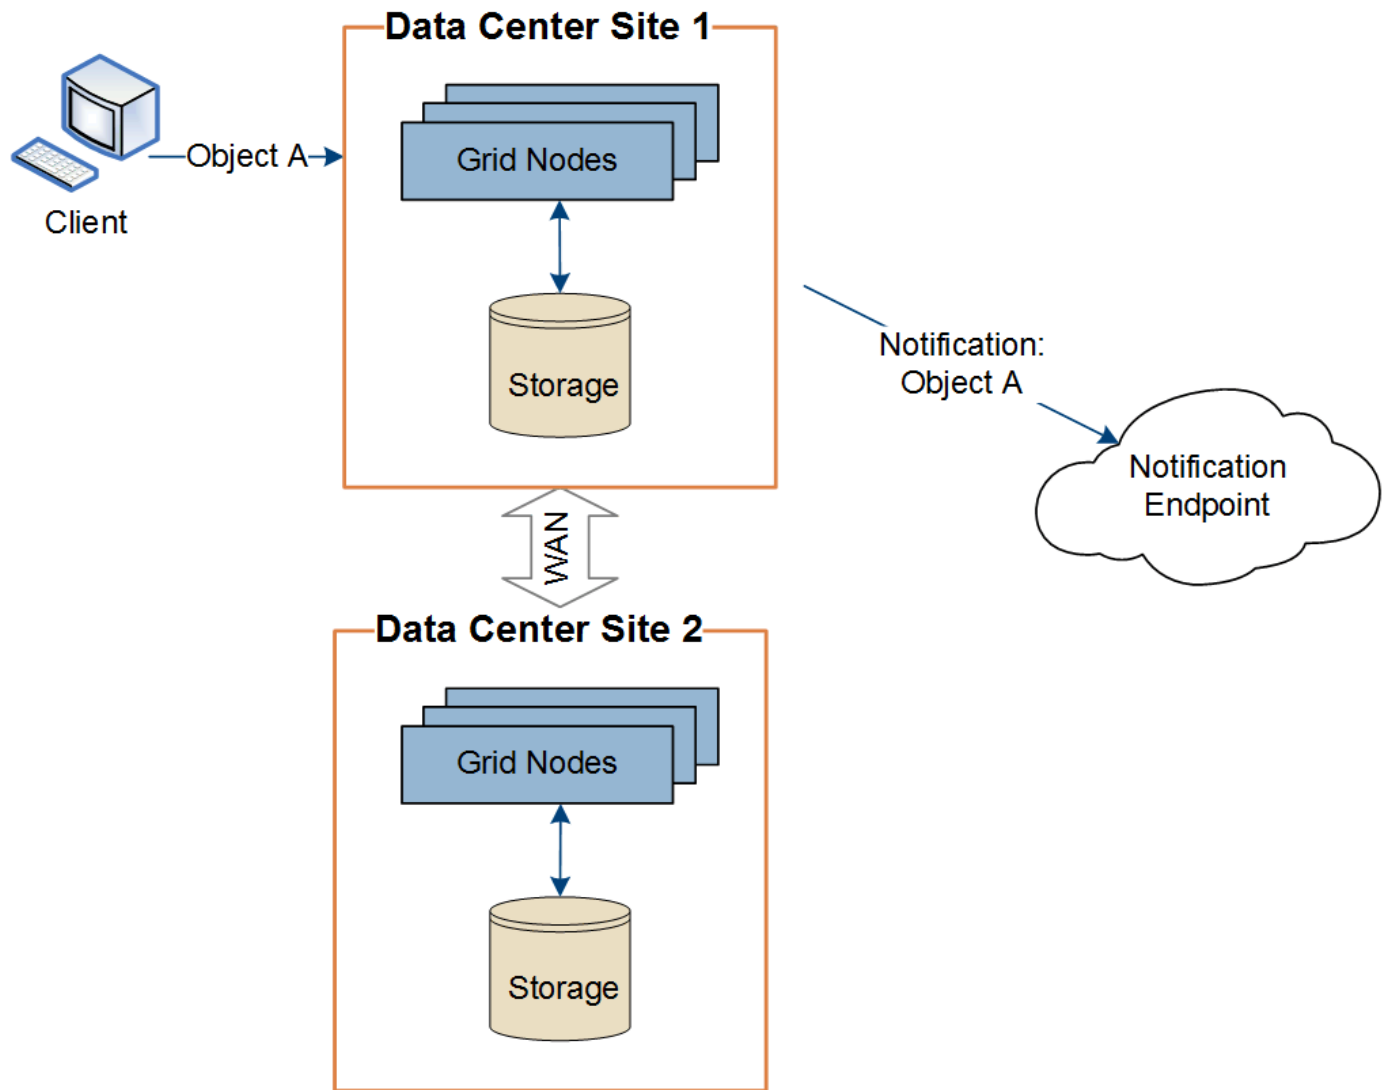 Data Center Site 1
Grid Nodes
Object A
Client
Storage
Notification:
Object A
Notification
Endpoint
WAN
Data Center Site 2
Grid Nodes
Storage